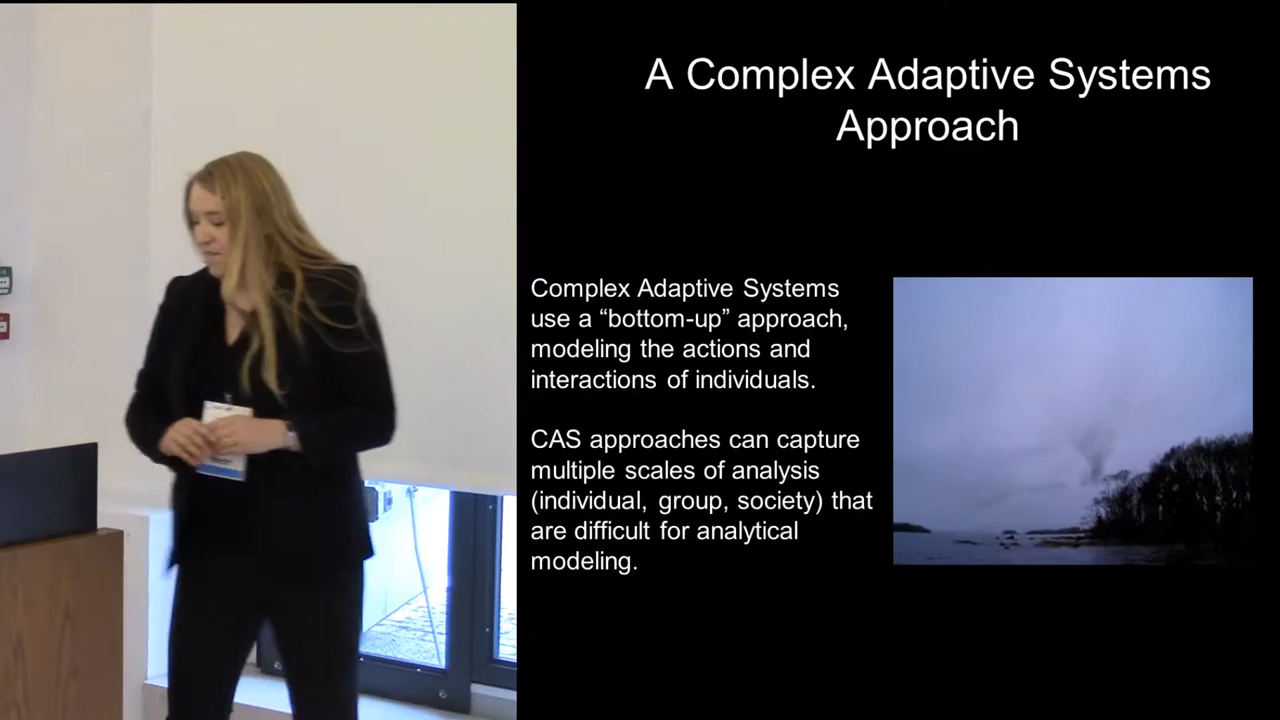 A Complex Adaptive Systems
Approach
Complex Adaptive Systems
use a “bottom-up” approach,
modeling the actions and
interactions of individuals.
CAS approaches can capture
multiple scales of analysis
(individual, group, society) that
are difficult for analytical
modeling.